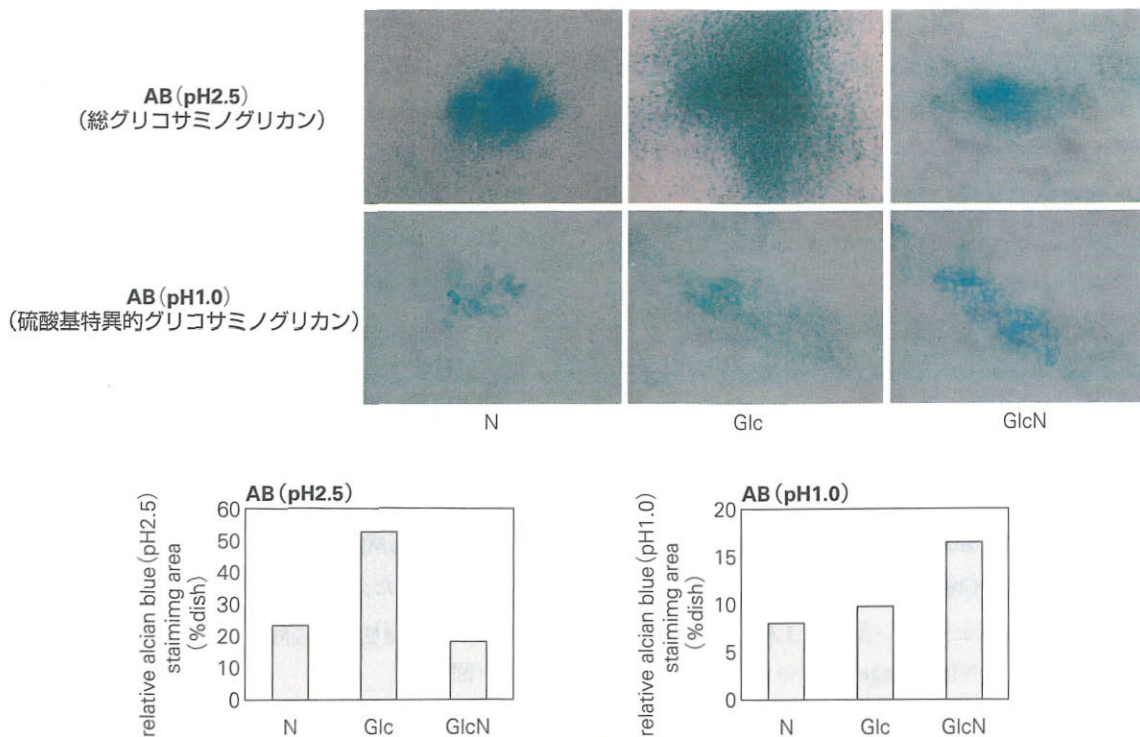 AB(pH2.5)
(総グリコサミノグリカン)
AB(pH1.0)
(硫酸基特異的グリコサミノグリカン)
N
Glc
GlcN
AB(pH2.5)
relative alcian blue(pH2.5)
staimimg area
(%dish)
60
50
40
30
20
10
0
N
Glc
GlcN
AB(pH1.0)
relative alcian blue(pH1.0)
staimimg area
(%dish)
20
15
10
5
0
N
Glc
GlcN